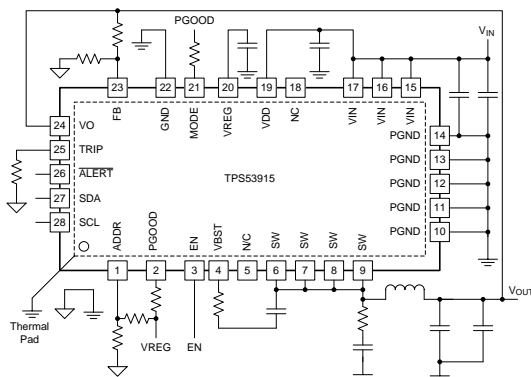 PGOOD
V_IN
23
22
21
20
19
18
17
16
15
FB
GND
MODE
VREG
VDD
NC
VIN
VIN
VIN
24 VO
25 TRIP
26 ALERT
27 SDA
28 SCL
TPS53915
PGND 14
PGND 13
PGND 12
PGND 11
PGND 10
ADDR
PGOOD
EN
VBST
N/C
SW
SW
SW
SW
1
2
3
4
5
6
7
8
9
Thermal
Pad
VREG
EN
V_OUT